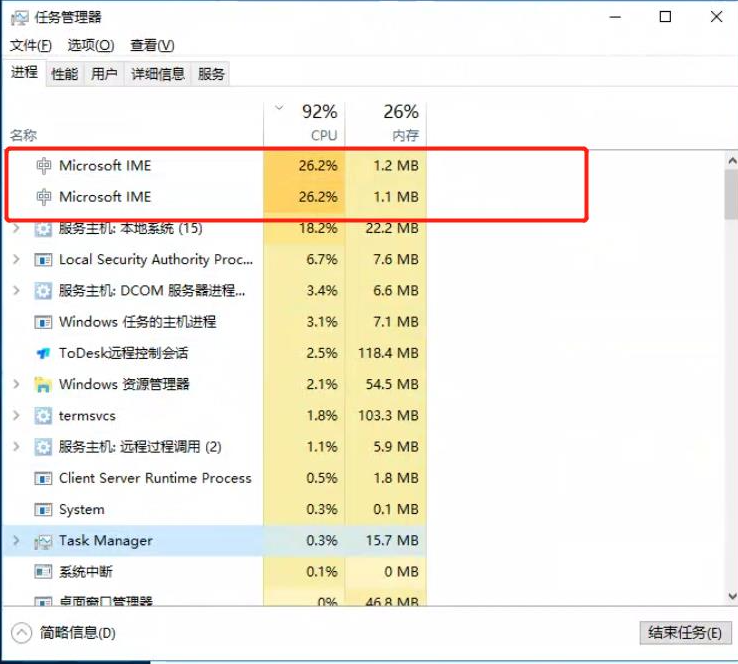 任务管理器
文件(F) 选项(O) 查看(V)
进程 性能 用户 详细信息 服务
92% 26%
名称 CPU 内存
Microsoft IME 26.2% 1.2 MB
Microsoft IME 26.2% 1.1 MB
服务主机: 本地系统 (15) 18.2% 22.2 MB
Local Security Authority Proc... 6.7% 7.6 MB
服务主机: DCOM 服务器进程... 3.4% 6.6 MB
Windows 任务的主机进程 3.1% 7.1 MB
ToDesk远程控制会话 2.5% 118.4 MB
Windows 资源管理器 2.1% 54.5 MB
termsvcs 1.8% 103.3 MB
服务主机: 远程过程调用 (2) 1.1% 5.9 MB
Client Server Runtime Process 0.5% 1.8 MB
System 0.3% 0.1 MB
Task Manager 0.3% 15.7 MB
系统中断 0.1% 0 MB
桌面窗口管理器 0% 46.8 MB
简略信息(D) 结束任务(E)